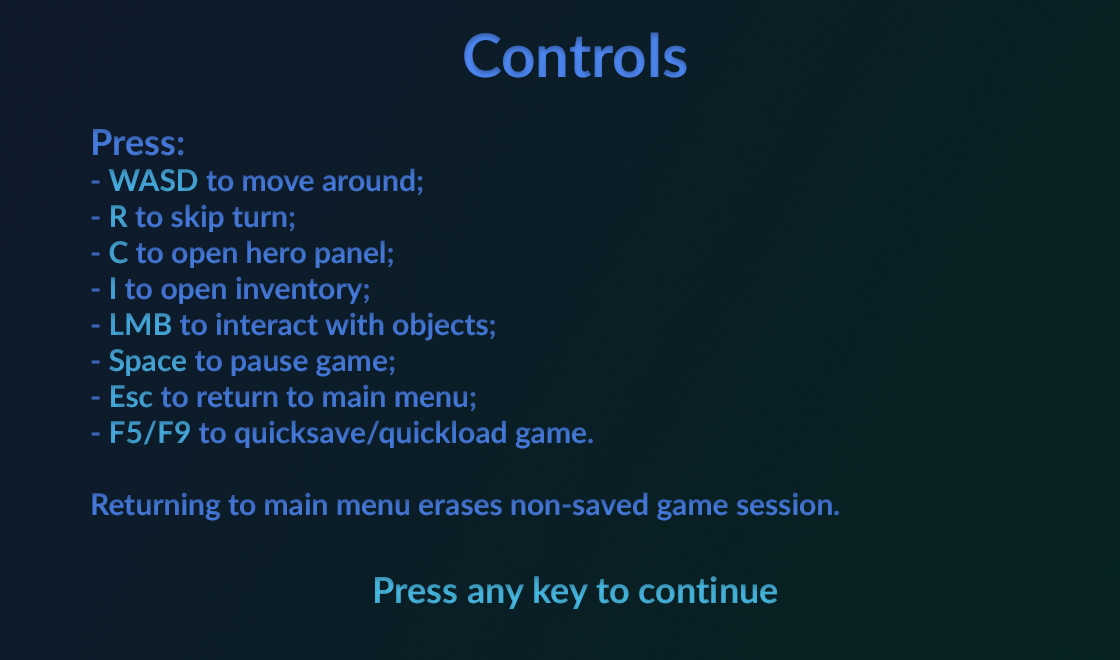 Controls
Press:
- WASD to move around;
- R to skip turn;
- C to open hero panel;
- I to open inventory;
- LMB to interact with objects;
- Space to pause game;
- Esc to return to main menu;
- F5/F9 to quicksave/quickload game.
Returning to main menu erases non-saved game session.
Press any key to continue